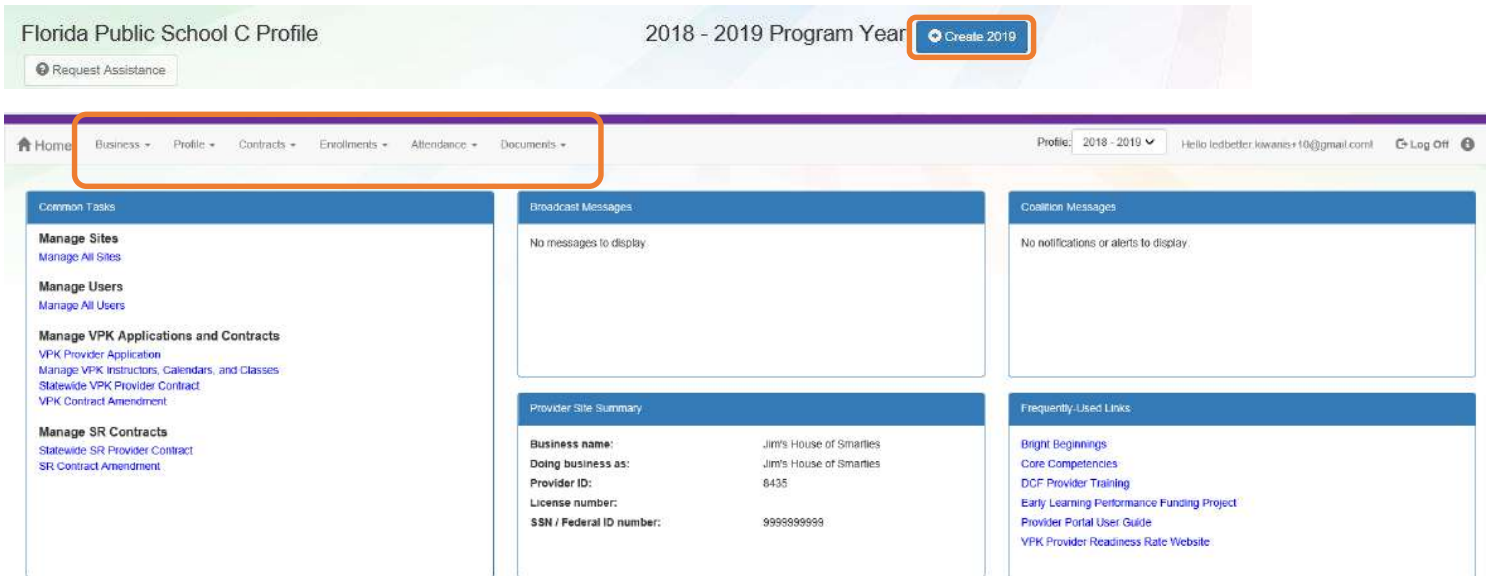 Florida Public School C Profile
2018 - 2019 Program Year
Create 2019
Request Assistance
Home Business Profile Contracts Enrollments Attendance Documents
Profile: 2018 - 2019 Hello ledbetter.kiwanis+10@gmail.com! Log Off
Common Tasks
Manage Sites
Manage All Sites
Manage Users
Manage All Users
Manage VPK Applications and Contracts
VPK Provider Application
Manage VPK Instructors, Calendars, and Classes
Statewide VPK Provider Contract
VPK Contract Amendment
Manage SR Contracts
Statewide SR Provider Contract
SR Contract Amendment
Broadcast Messages
No messages to display
Coalition Messages
No notifications or alerts to display
Provider Site Summary
Business name: Jim's House of Smarties
Doing business as: Jim's House of Smarties
Provider ID: 8435
License number:
SSN / Federal ID number: 9999999999
Frequently-Used Links
Bright Beginnings
Core Competencies
DCF Provider Training
Early Learning Performance Funding Project
Provider Portal User Guide
VPK Provider Readiness Rate Website